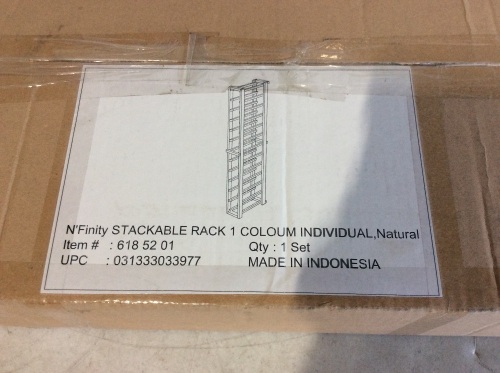 N'Finity STACKABLE RACK 1 COLOUM INDIVIDUAL,Natural
Item # : 618 52 01 Qty : 1 Set
UPC : 031333033977 MADE IN INDONESIA